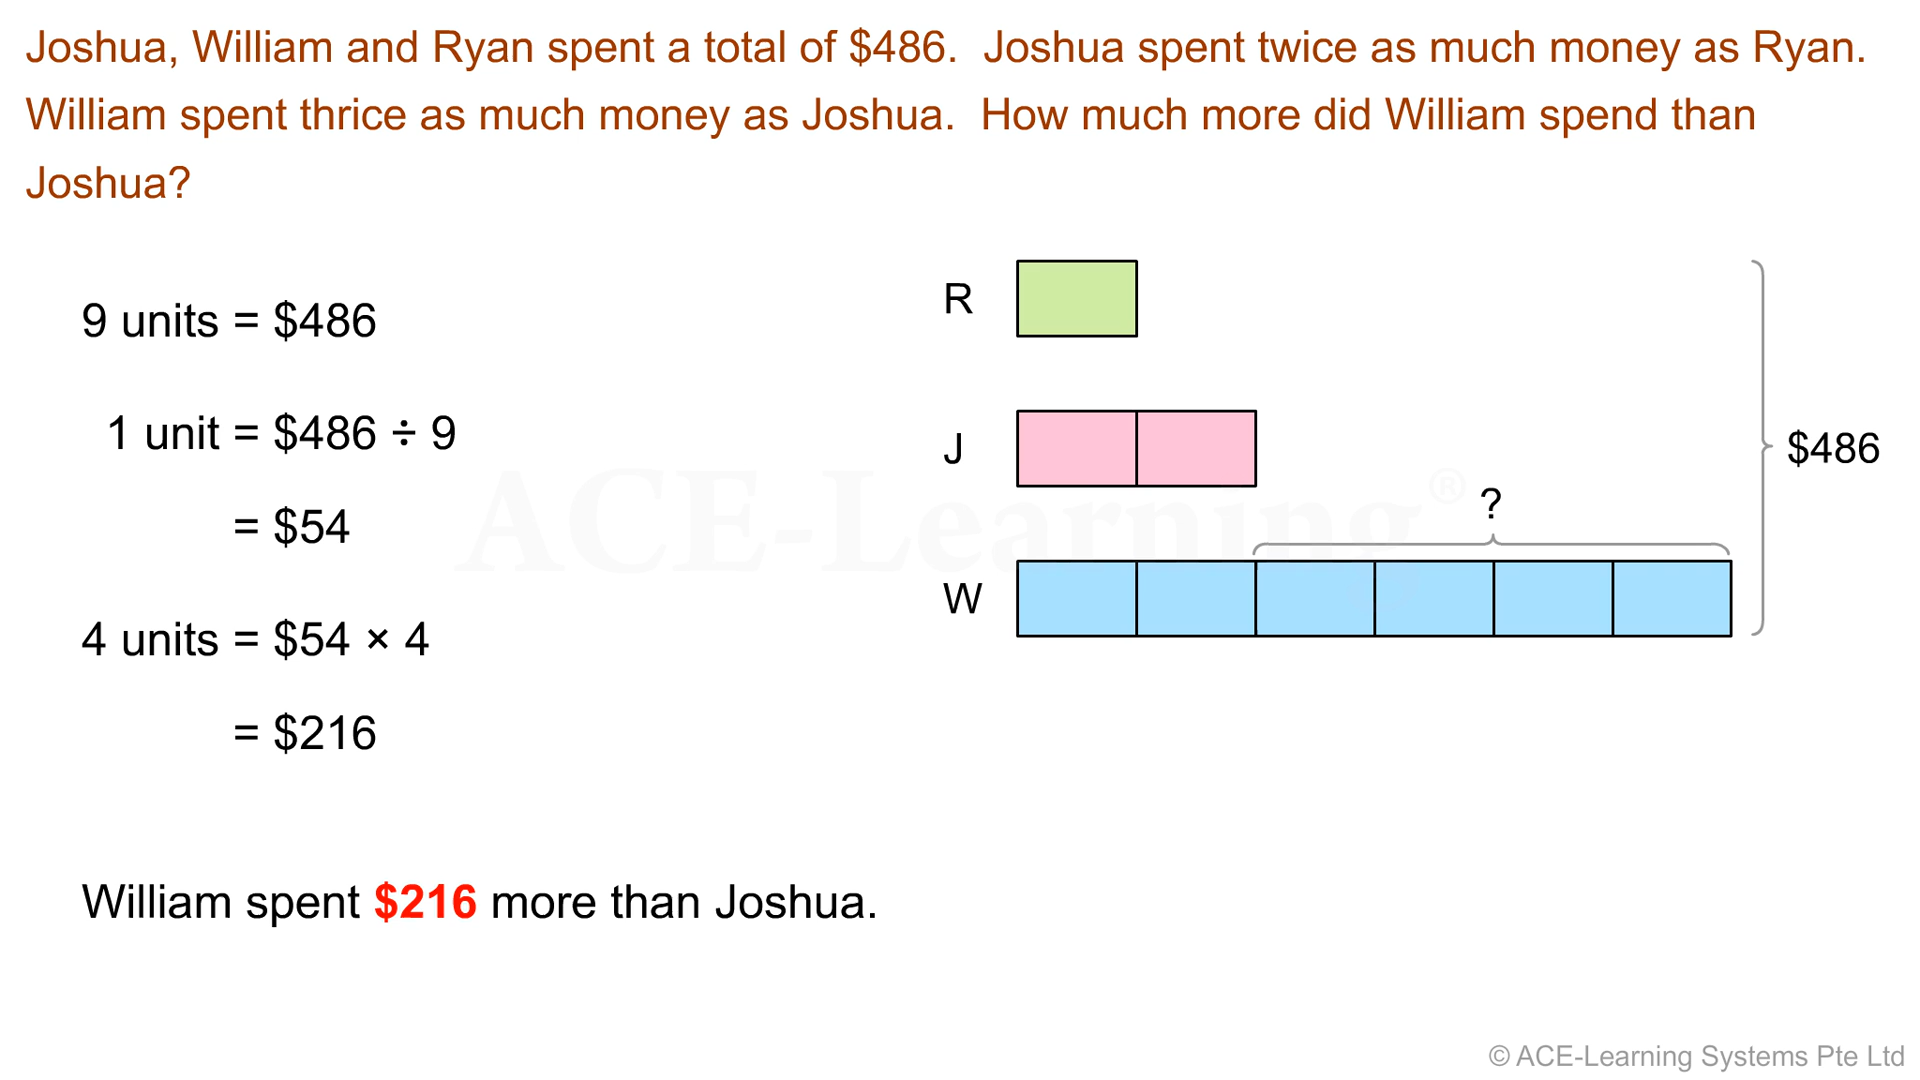 Joshua, William and Ryan spent a total of $486. Joshua spent twice as much money as Ryan.
William spent thrice as much money as Joshua. How much more did William spend than
Joshua?
9 units = $486
1 unit = $486 ÷ 9
= $54
4 units = $54 × 4
= $216
William spent $216 more than Joshua.
R
J
W
?
$486
ACE-Learning®
© ACE-Learning Systems Pte Ltd